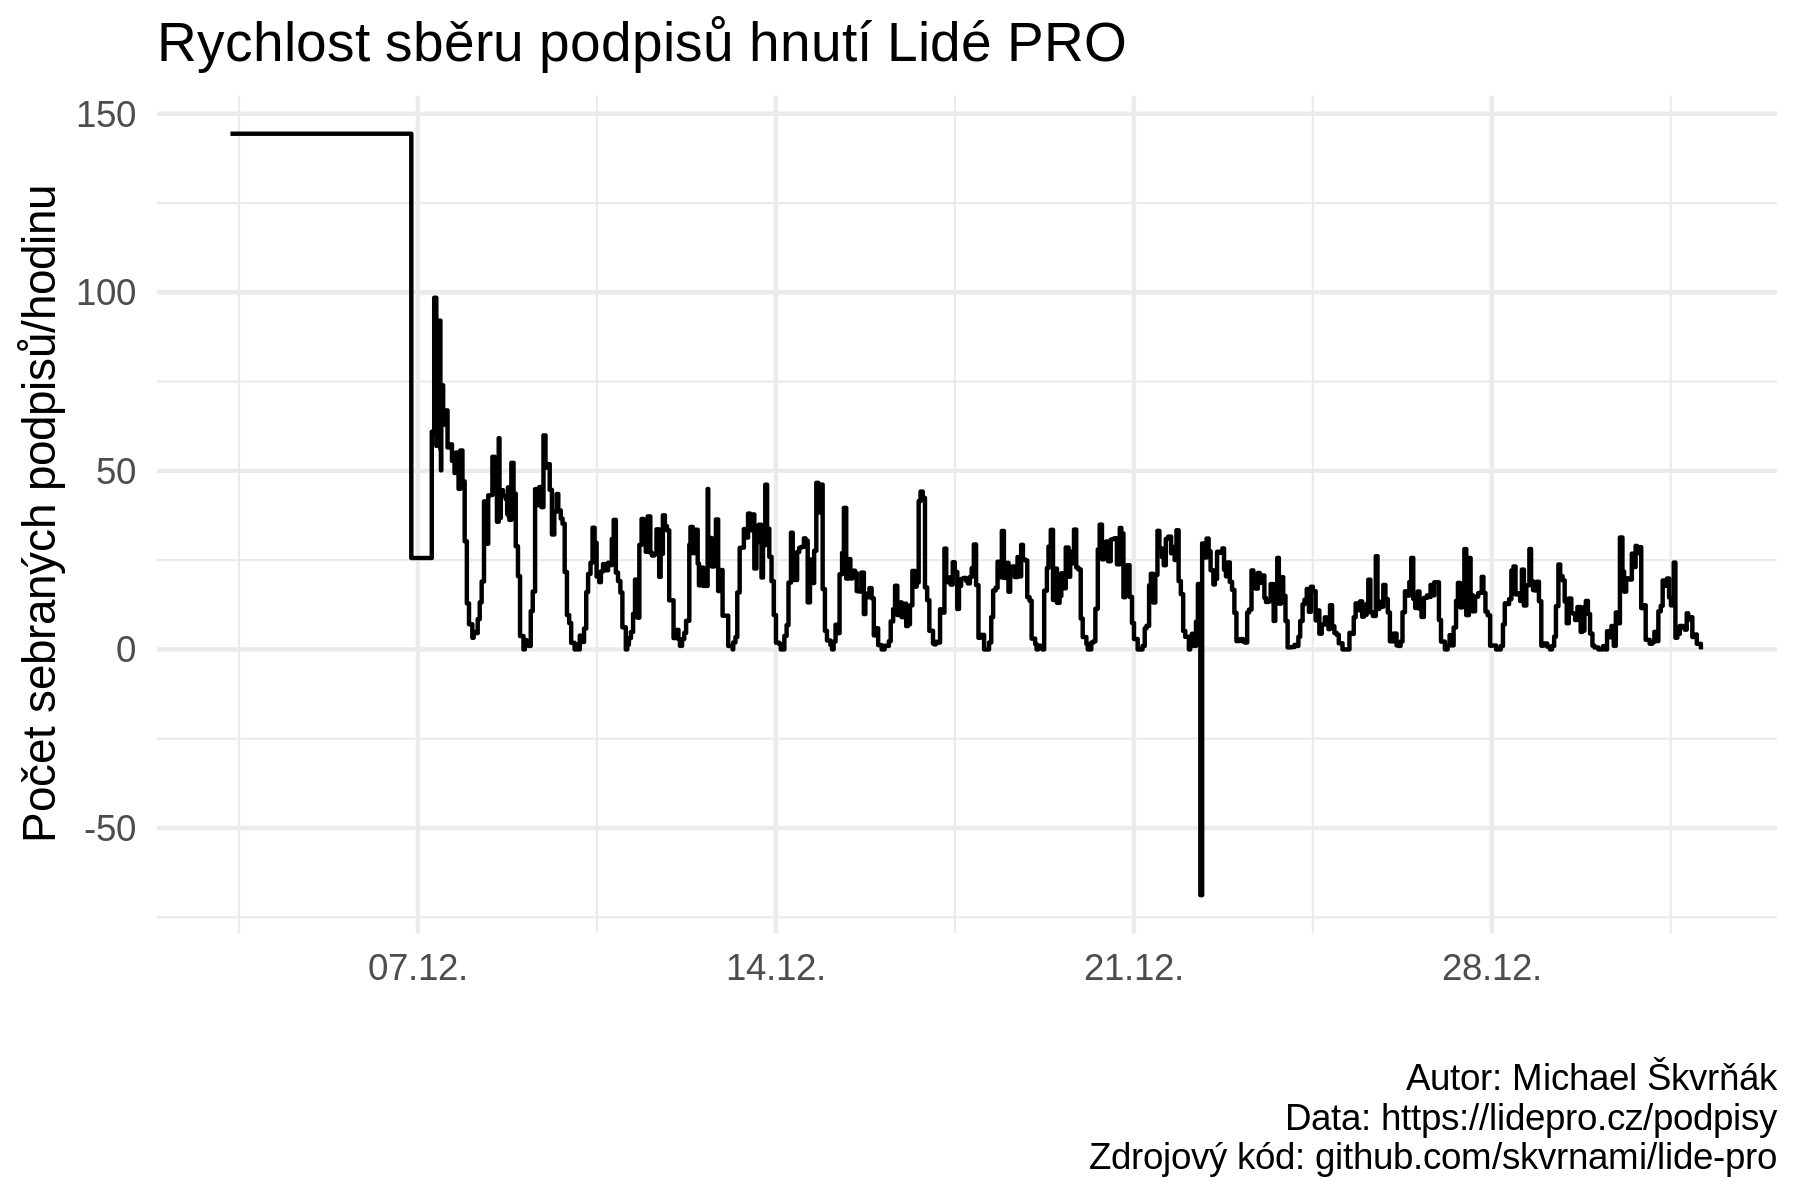 Rychlost sběru podpisů hnutí Lidé PRO
Počet sebraných podpisů/hodinu
150
100
50
0
-50
07.12.
14.12.
21.12.
28.12.
Autor: Michael Škvrňák
Data: https://lidepro.cz/podpisy
Zdrojový kód: github.com/skvrnami/lide-pro